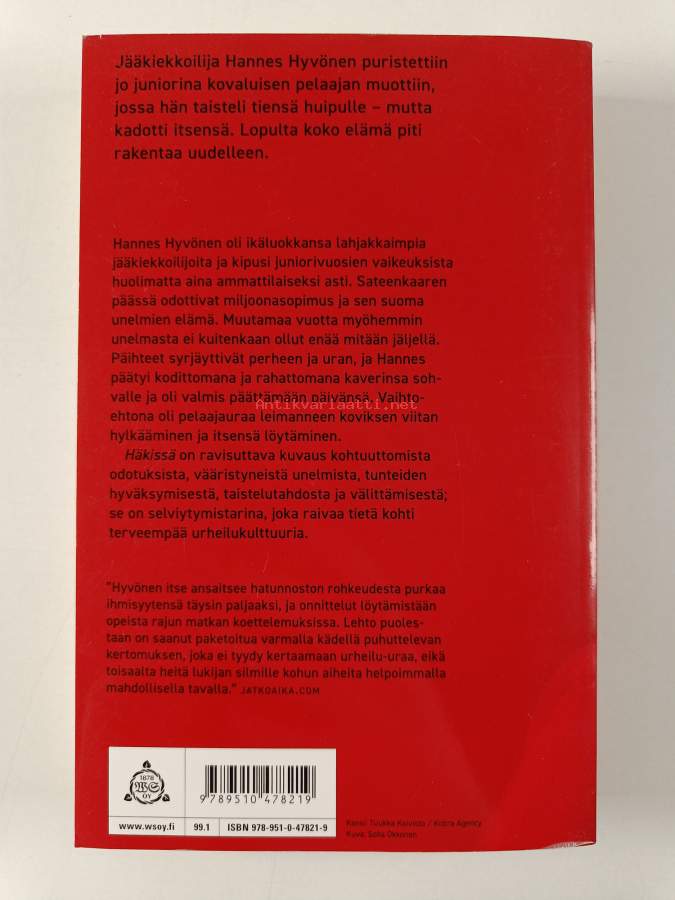 Jääkiekkoilija Hannes Hyvönen puristettiin
jo juniorina kovaluisen pelaajan muottiin,
jossa hän taisteli tiensä huipulle – mutta
kadotti itsensä. Lopulta koko elämä piti
rakentaa uudelleen.
Hannes Hyvönen oli ikäluokkansa lahjakkaimpia
jääkiekkoilijoita ja kipusi juniorivuosien vaikeuksista
huolimatta aina ammattilaiseksi asti. Sateenkaaren
päässä odottivat miljoonasopimus ja sen suoma
unelmien elämä. Muutamaa vuotta myöhemmin
unelmasta ei kuitenkaan ollut enää mitään jäljellä.
Päihteet syrjäyttivät perheen ja uran, ja Hannes
päätyi kodittomana ja rahattomana kaverinsa soh-
valle ja oli valmis päättämään päivänsä. Vaihto-
Antikvariaatti.net
ehtona oli pelaajauraa leimanneen koviksen viitan
hylkääminen ja itsensä löytäminen.
Häkissä on ravisuttava kuvaus kohtuuttomista
odotuksista, vääristyneistä unelmista, tunteiden
hyväksymisestä, taistelutahdosta ja välittämisestä;
se on selviytymistarina, joka raivaa tietä kohti
terveempää urheilukulttuuria.
"Hyvönen itse ansaitsee hatunnoston rohkeudesta purkaa
ihmisyytensä täysin paljaaksi, ja onnittelut löytämistään
opeista rajun matkan koettelemuksissa. Lehto puoles-
taan on saanut paketoitua varmalla kädellä puhuttelevan
kertomuksen, joka ei tyydy kertaamaan urheilu-uraa, eikä
toisaalta heitä lukijan silmille kohun aiheita helpoimmalla
mahdollisella tavalla." JATKOAIKA.COM
1878
WS
OY
9 789510 478219
www.wsoy.fi
99.1
ISBN 978-951-0-47821-9
Kansi: Tuukka Koivisto / Kobra Agency
Kuva: Sofia Okkonen